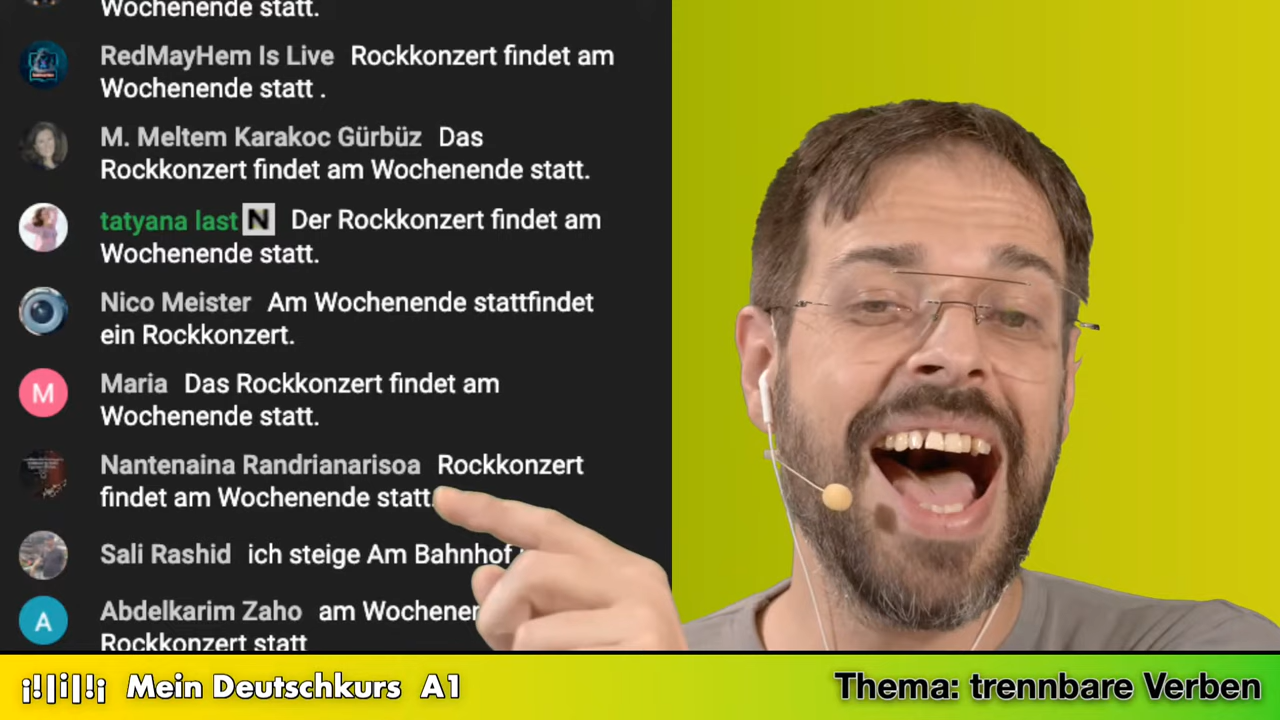 Wochenende statt.
RedMayHem Is Live Rockkonzert findet am
Wochenende statt .
M. Meltem Karakoc Gürbüz Das
Rockkonzert findet am Wochenende statt.
tatyana last N Der Rockkonzert findet am
Wochenende statt.
Nico Meister Am Wochenende stattfindet
ein Rockkonzert.
M Maria Das Rockkonzert findet am
Wochenende statt.
Nantenaina Randrianarisoa Rockkonzert
findet am Wochenende statt.
Sali Rashid ich steige Am Bahnhof
A Abdelkarim Zaho am
Rockkonzert statt
¡!|i|!¡ Mein Deutschkurs A1
Thema: trennbare Verben